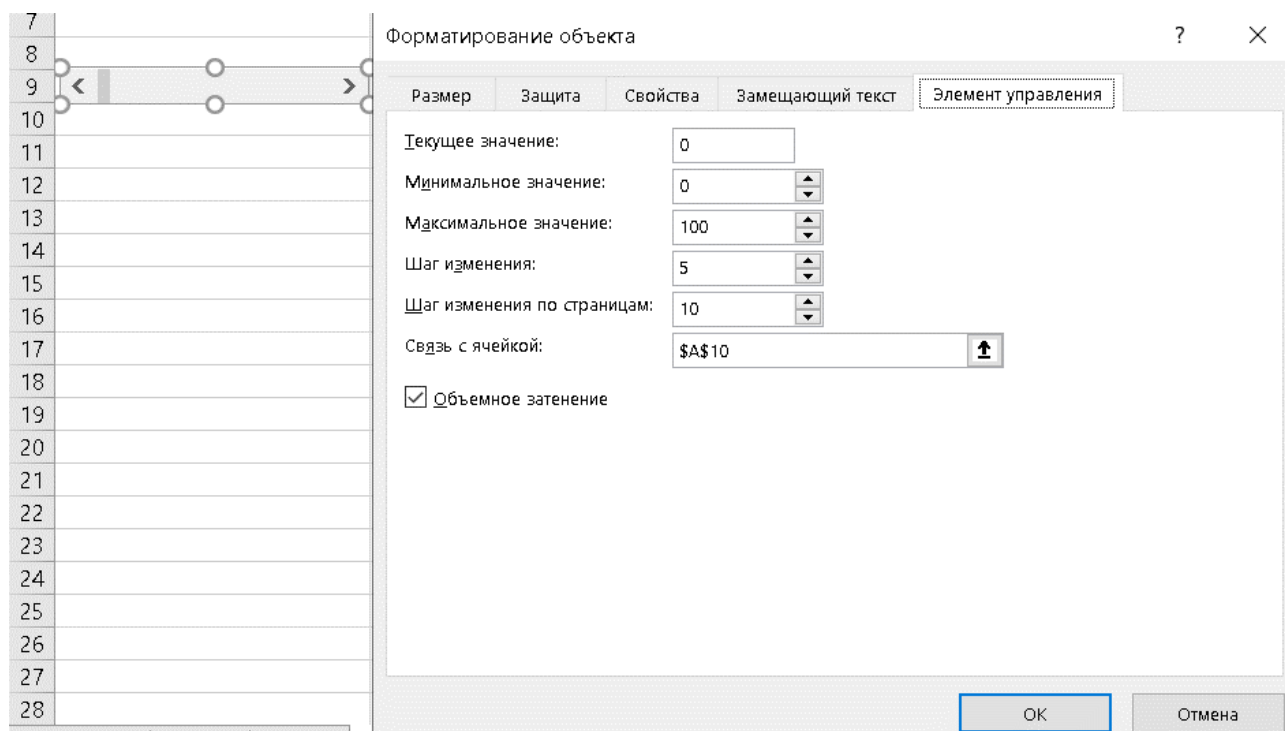 7
8
9
10
11
12
13
14
15
16
17
18
19
20
21
22
23
24
25
26
27
28
Форматирование объекта ? ×
Размер Защита Свойства Замещающий текст Элемент управления
Текущее значение: 0
Минимальное значение: 0
Максимальное значение: 100
Шаг изменения: 5
Шаг изменения по страницам: 10
Связь с ячейкой: $A$10
Объемное затенение
ОК Отмена